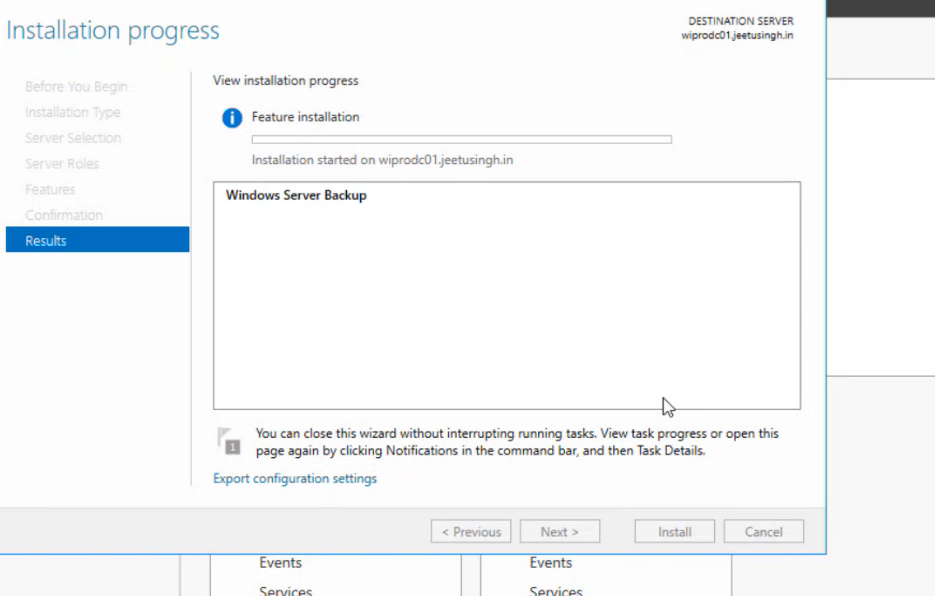 Installation progress
DESTINATION SERVER
wiprodc01.jeetusingh.in
Before You Begin
Installation Type
Server Selection
Server Roles
Features
Confirmation
Results
View installation progress
Feature installation
Installation started on wiprodc01.jeetusingh.in
Windows Server Backup
1
You can close this wizard without interrupting running tasks. View task progress or open this
page again by clicking Notifications in the command bar, and then Task Details.
Export configuration settings
< Previous
Next >
Install
Cancel
Events
Events
Services
Services